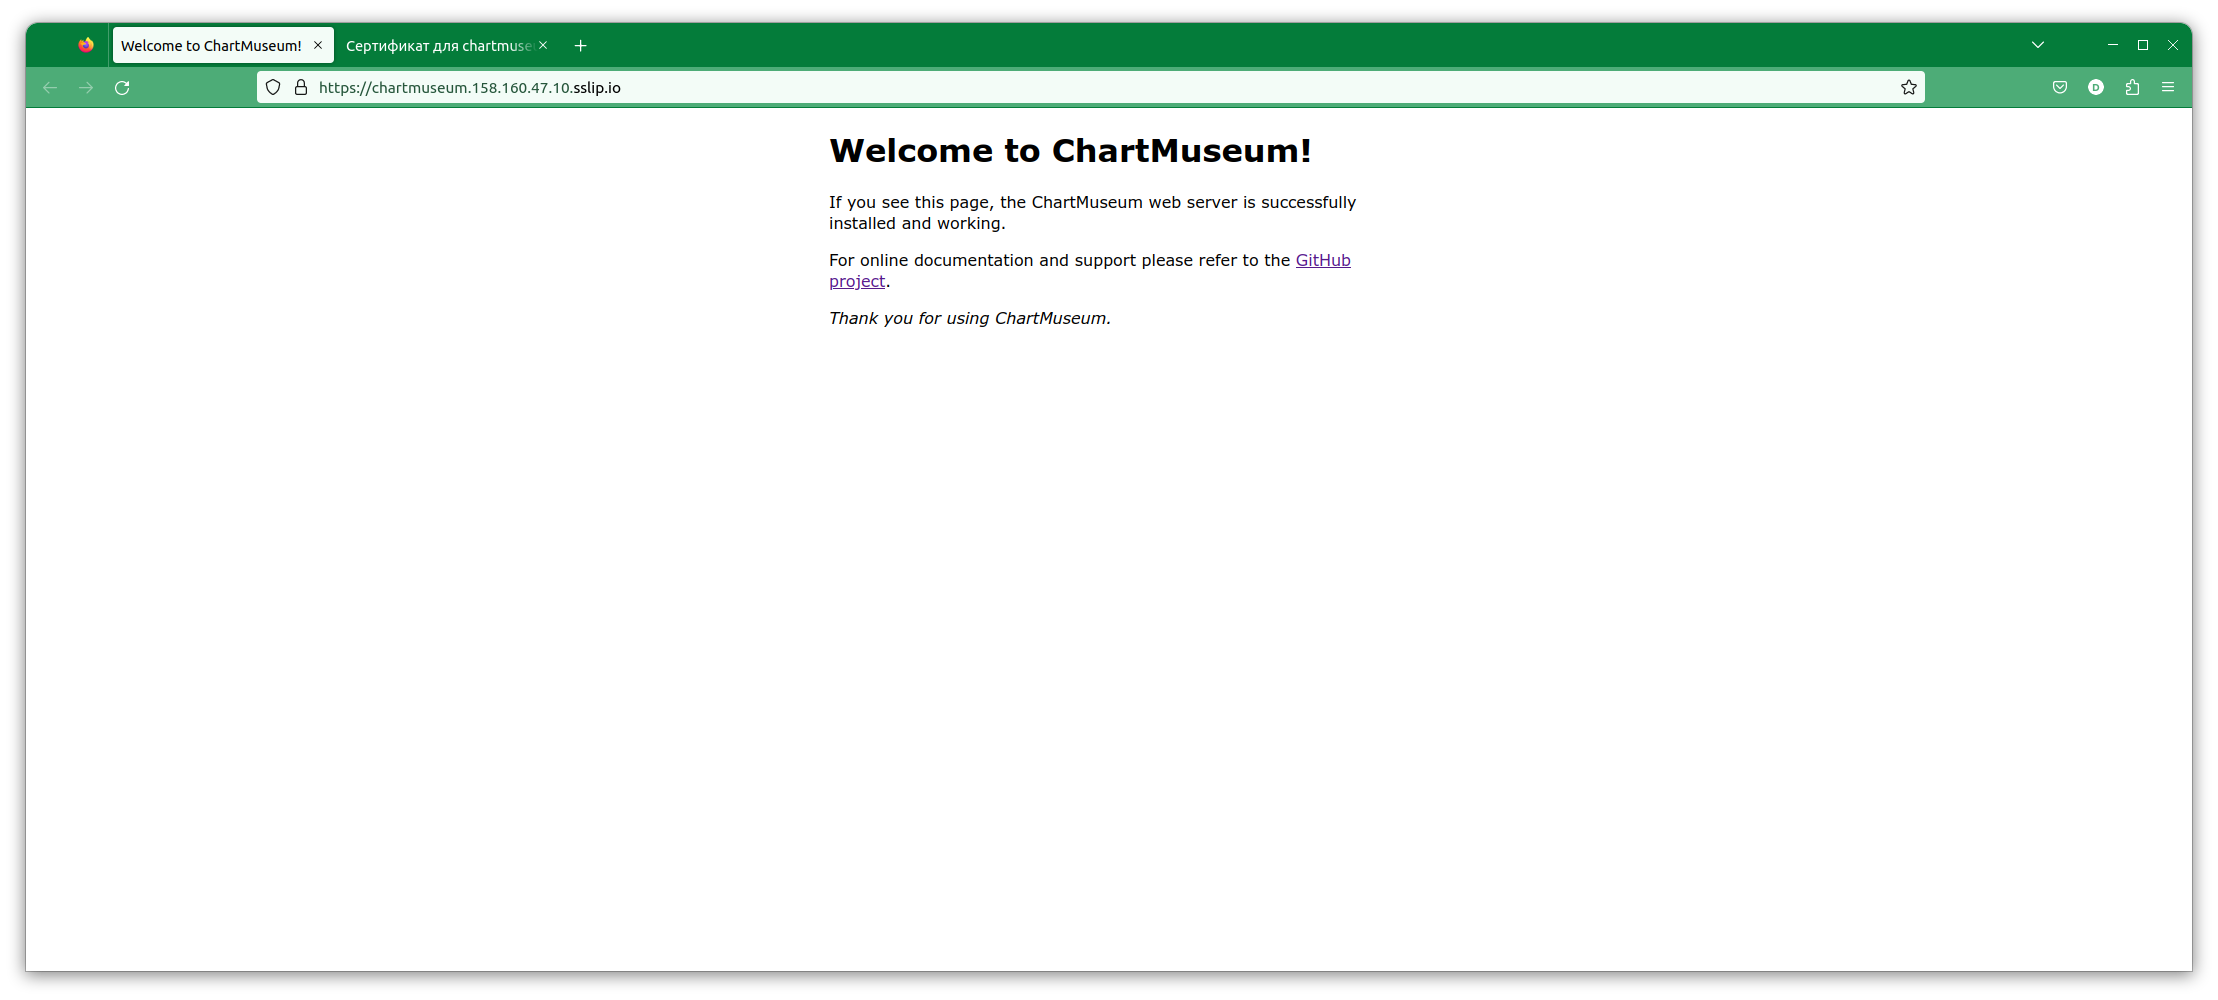 Welcome to ChartMuseum!
Сертификат для chartmuse
https://chartmuseum.158.160.47.10.sslip.io
D
Welcome to ChartMuseum!
If you see this page, the ChartMuseum web server is successfully
installed and working.
For online documentation and support please refer to the GitHub
project.
Thank you for using ChartMuseum.